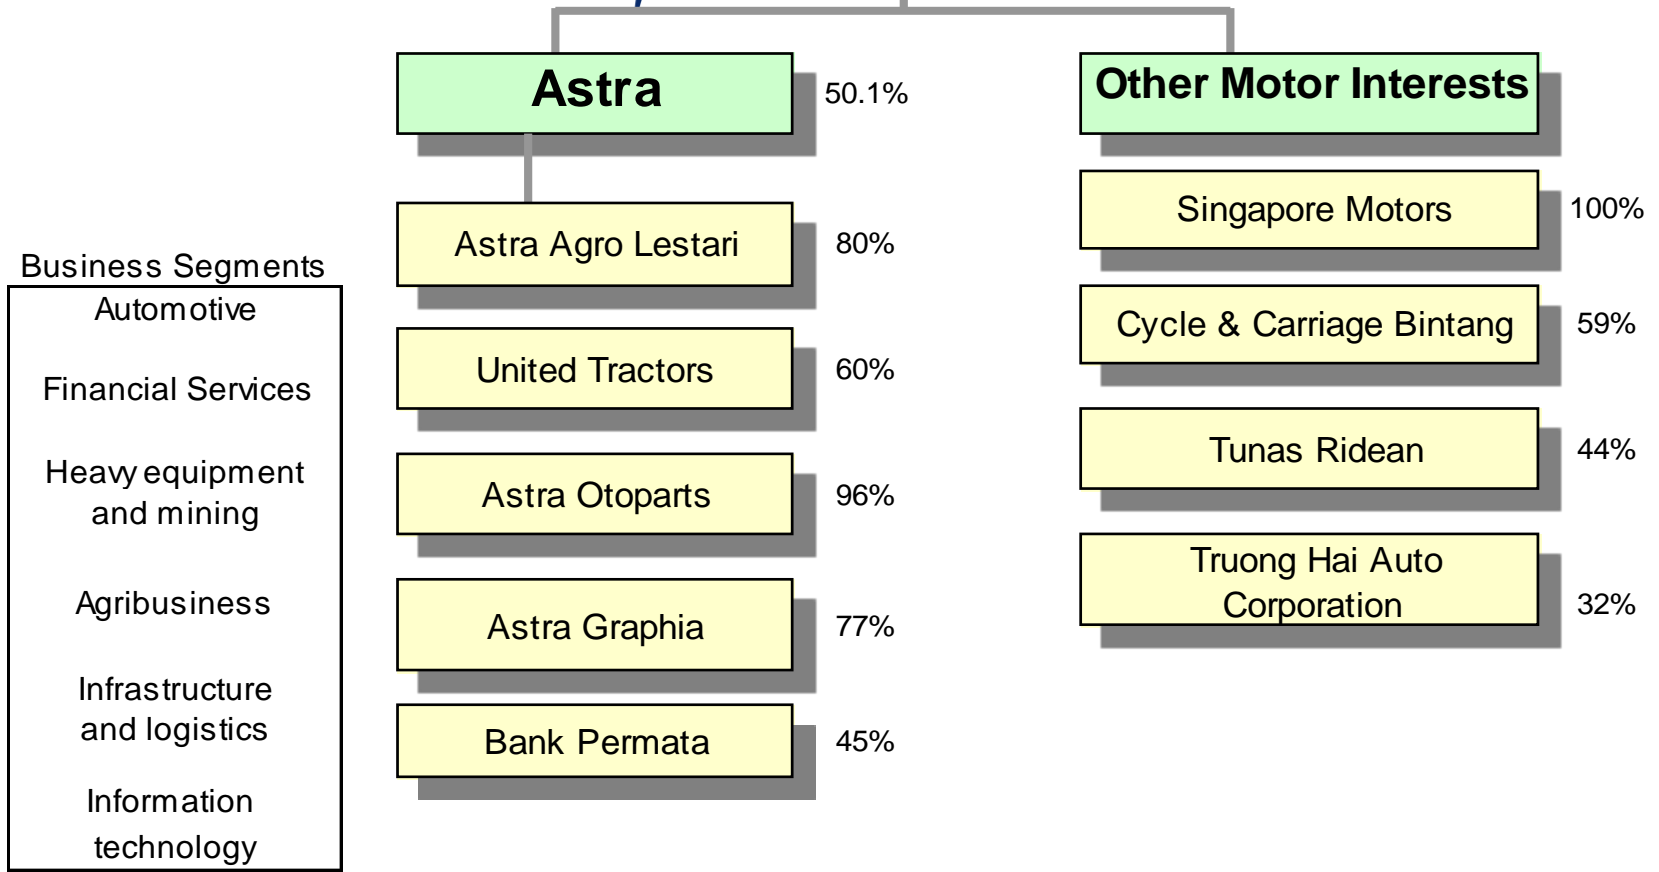 Astra
50.1%
Other Motor Interests
Business Segments
Automotive
Financial Services
Heavy equipment
and mining
Agribusiness
Infrastructure
and logistics
Information
technology
Astra Agro Lestari
80%
United Tractors
60%
Astra Otoparts
96%
Astra Graphia
77%
Bank Permata
45%
Singapore Motors
100%
Cycle & Carriage Bintang
59%
Tunas Ridean
44%
Truong Hai Auto
Corporation
32%